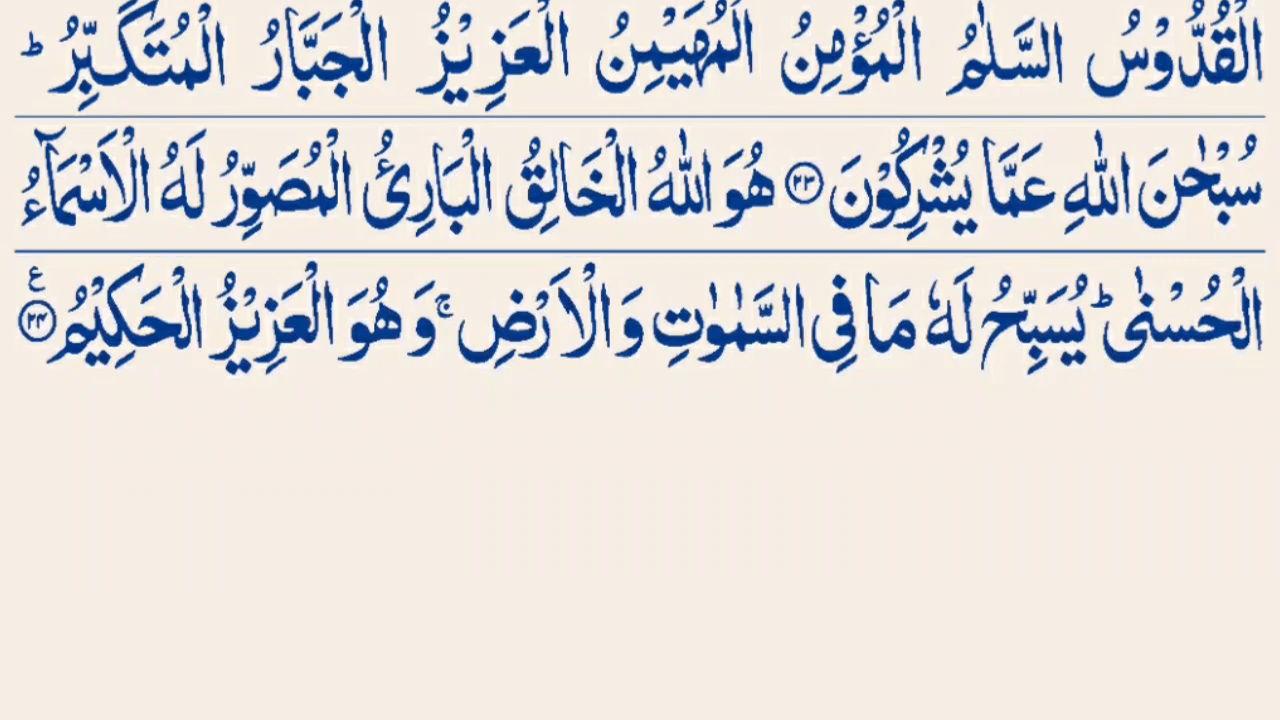 الْقُدُّوْسُ السَّلٰمُ الْمُؤْمِنُ الْمُهَيْمِنُ الْعَزِيْزُ الْجَبَّارُ الْمُتَكَبِّرُ ؕ
سُبْحٰنَ اللّٰهِ عَمَّا يُشْرِكُوْنَ ﴿۲۳﴾ هُوَ اللّٰهُ الْخَالِقُ الْبَارِئُ الْمُصَوِّرُ لَهُ الْاَسْمَآءُ
الْحُسْنٰى ؕ يُسَبِّحُ لَهٗ مَا فِى السَّمٰوٰتِ وَالْاَرْضِ ۚ وَهُوَ الْعَزِيْزُ الْحَكِيْمُ ﴿۲۴﴾ ع